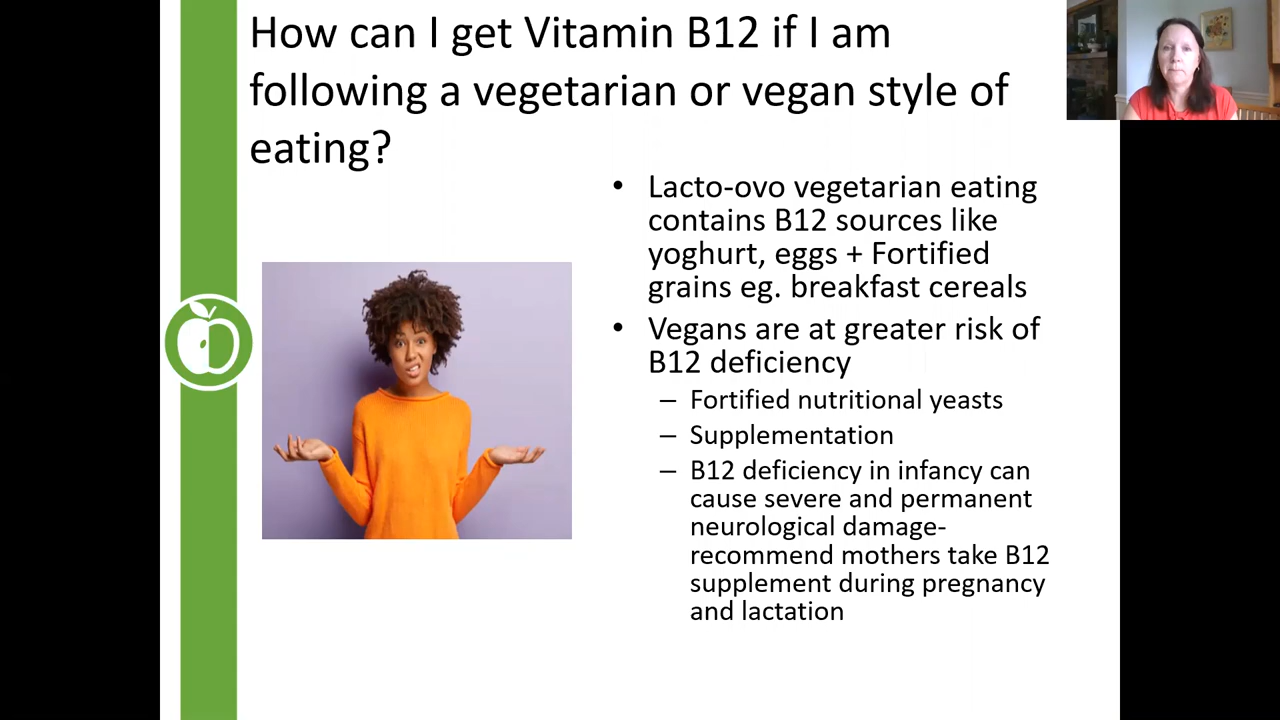 How can I get Vitamin B12 if I am
following a vegetarian or vegan style of
eating?
• Lacto-ovo vegetarian eating
contains B12 sources like
yoghurt, eggs + Fortified
grains eg. breakfast cereals
• Vegans are at greater risk of
B12 deficiency
– Fortified nutritional yeasts
– Supplementation
– B12 deficiency in infancy can
cause severe and permanent
neurological damage-
recommend mothers take B12
supplement during pregnancy
and lactation